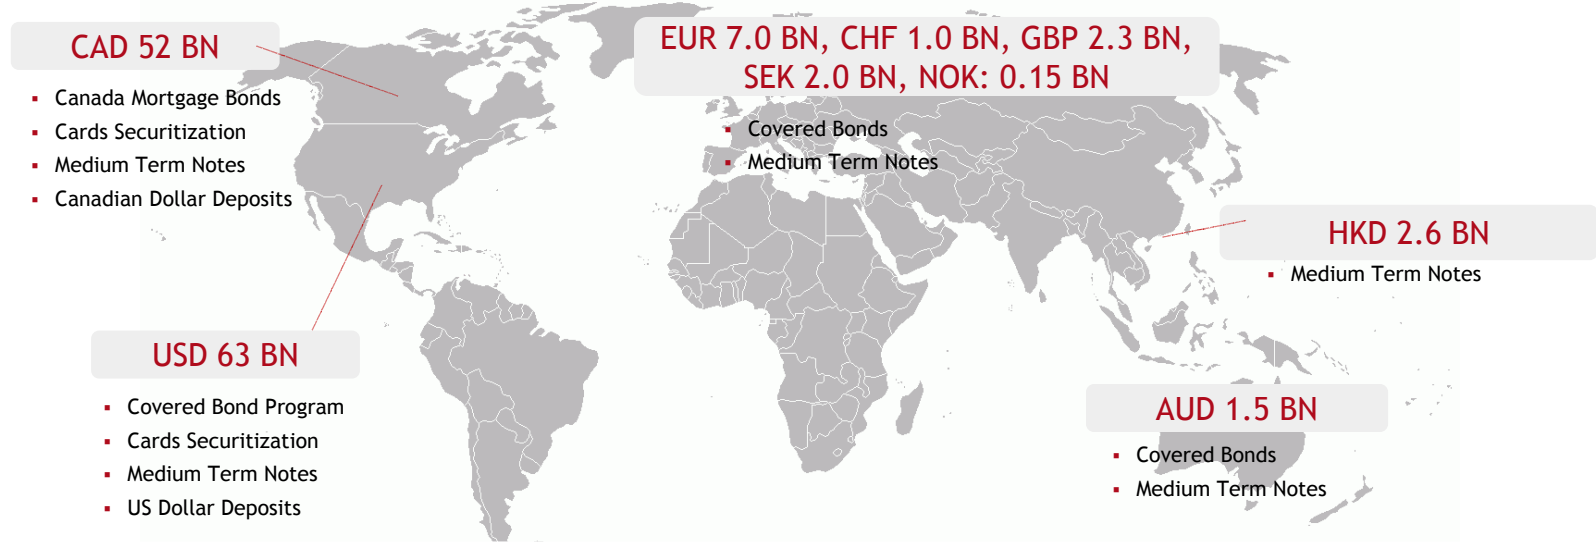 CAD 52 BN
▪ Canada Mortgage Bonds
▪ Cards Securitization
▪ Medium Term Notes
▪ Canadian Dollar Deposits
USD 63 BN
▪ Covered Bond Program
▪ Cards Securitization
▪ Medium Term Notes
▪ US Dollar Deposits
EUR 7.0 BN, CHF 1.0 BN, GBP 2.3 BN,
SEK 2.0 BN, NOK: 0.15 BN
▪ Covered Bonds
▪ Medium Term Notes
HKD 2.6 BN
▪ Medium Term Notes
AUD 1.5 BN
▪ Covered Bonds
▪ Medium Term Notes